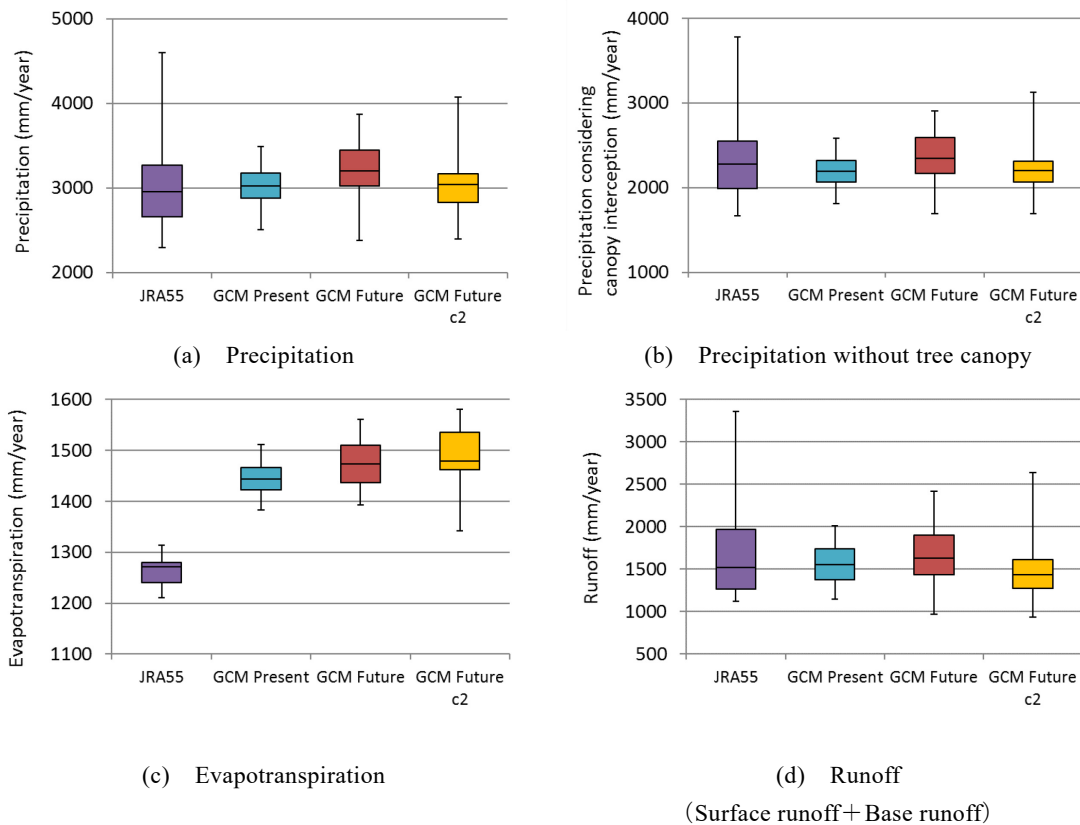 Precipitation (mm/year)
5000
4000
3000
2000
JRA55
GCM Present
GCM Future
GCM Future
c2
(a) Precipitation
Precipitation considering
canopy interception (mm/year)
4000
3000
2000
1000
JRA55
GCM Present
GCM Future
GCM Future
c2
(b) Precipitation without tree canopy
Evapotranspiration (mm/year)
1600
1500
1400
1300
1200
1100
JRA55
GCM Present
GCM Future
GCM Future
c2
(c) Evapotranspiration
Runoff (mm/year)
3500
3000
2500
2000
1500
1000
500
JRA55
GCM Present
GCM Future
GCM Future
c2
(d) Runoff
（Surface runoff＋Base runoff）